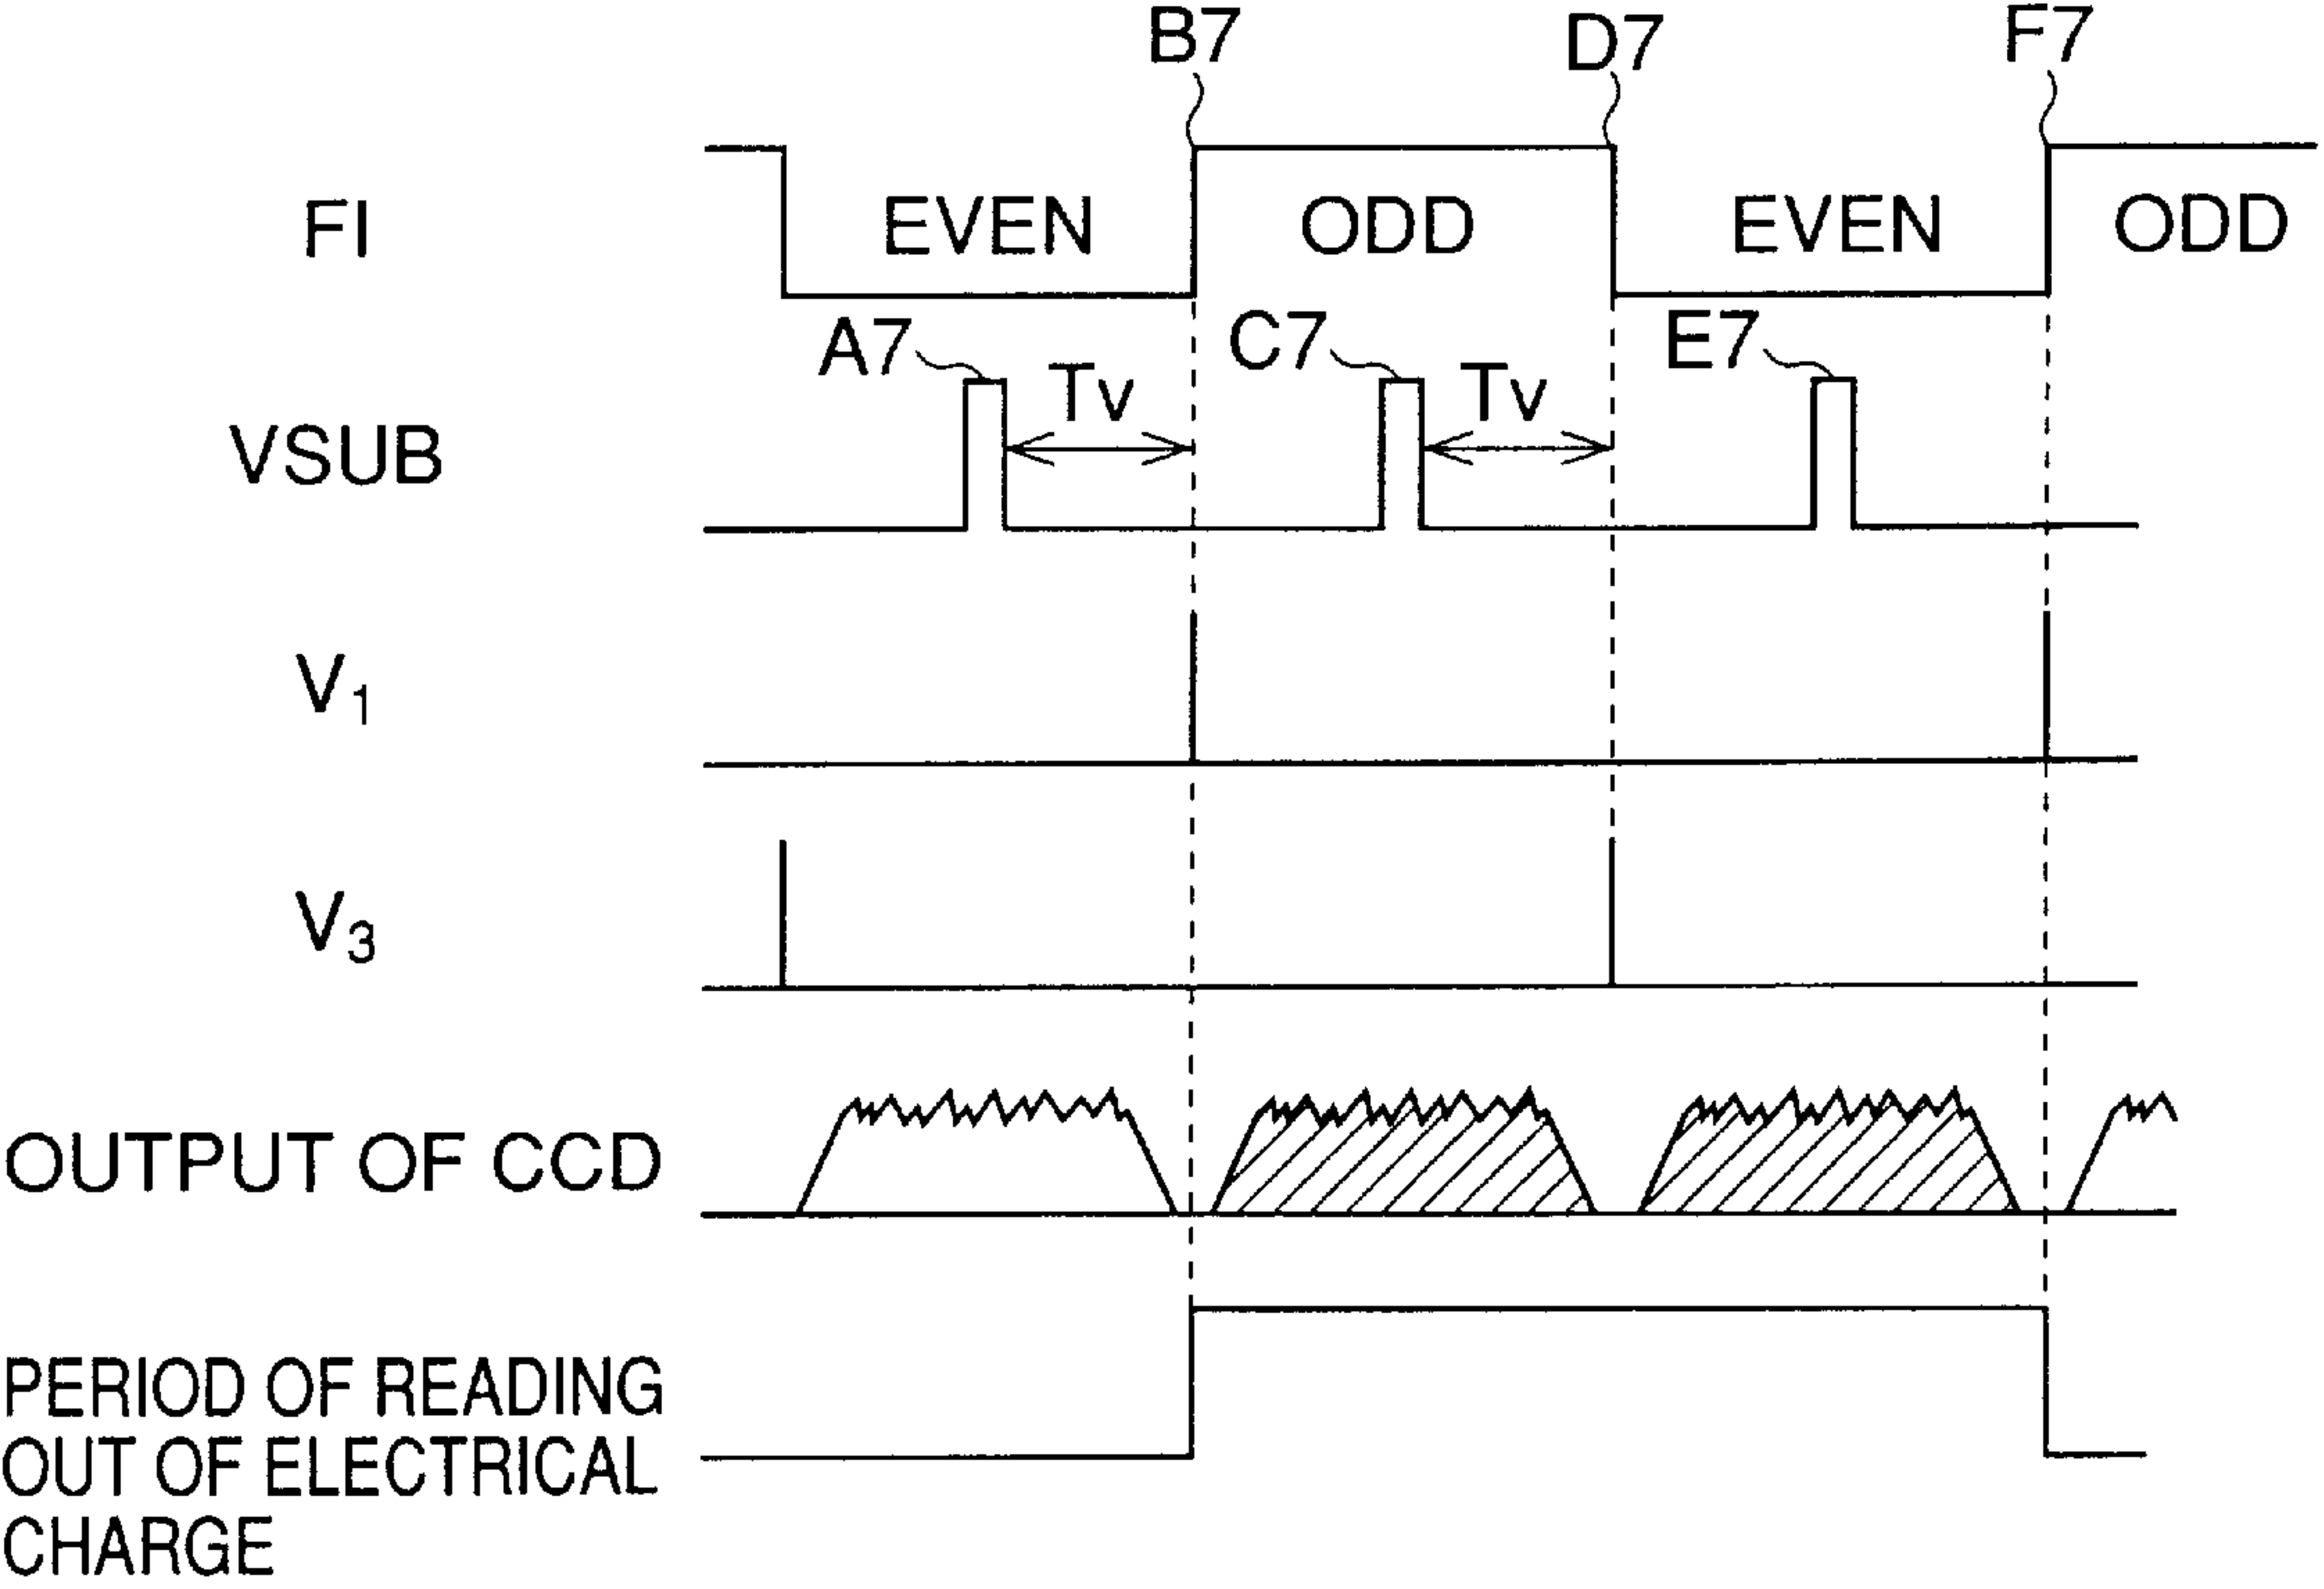 B7 D7 F7
FI EVEN ODD EVEN ODD
A7 Tv C7 Tv E7
VSUB
V1
V3
OUTPUT OF CCD
PERIOD OF READING
OUT OF ELECTRICAL
CHARGE